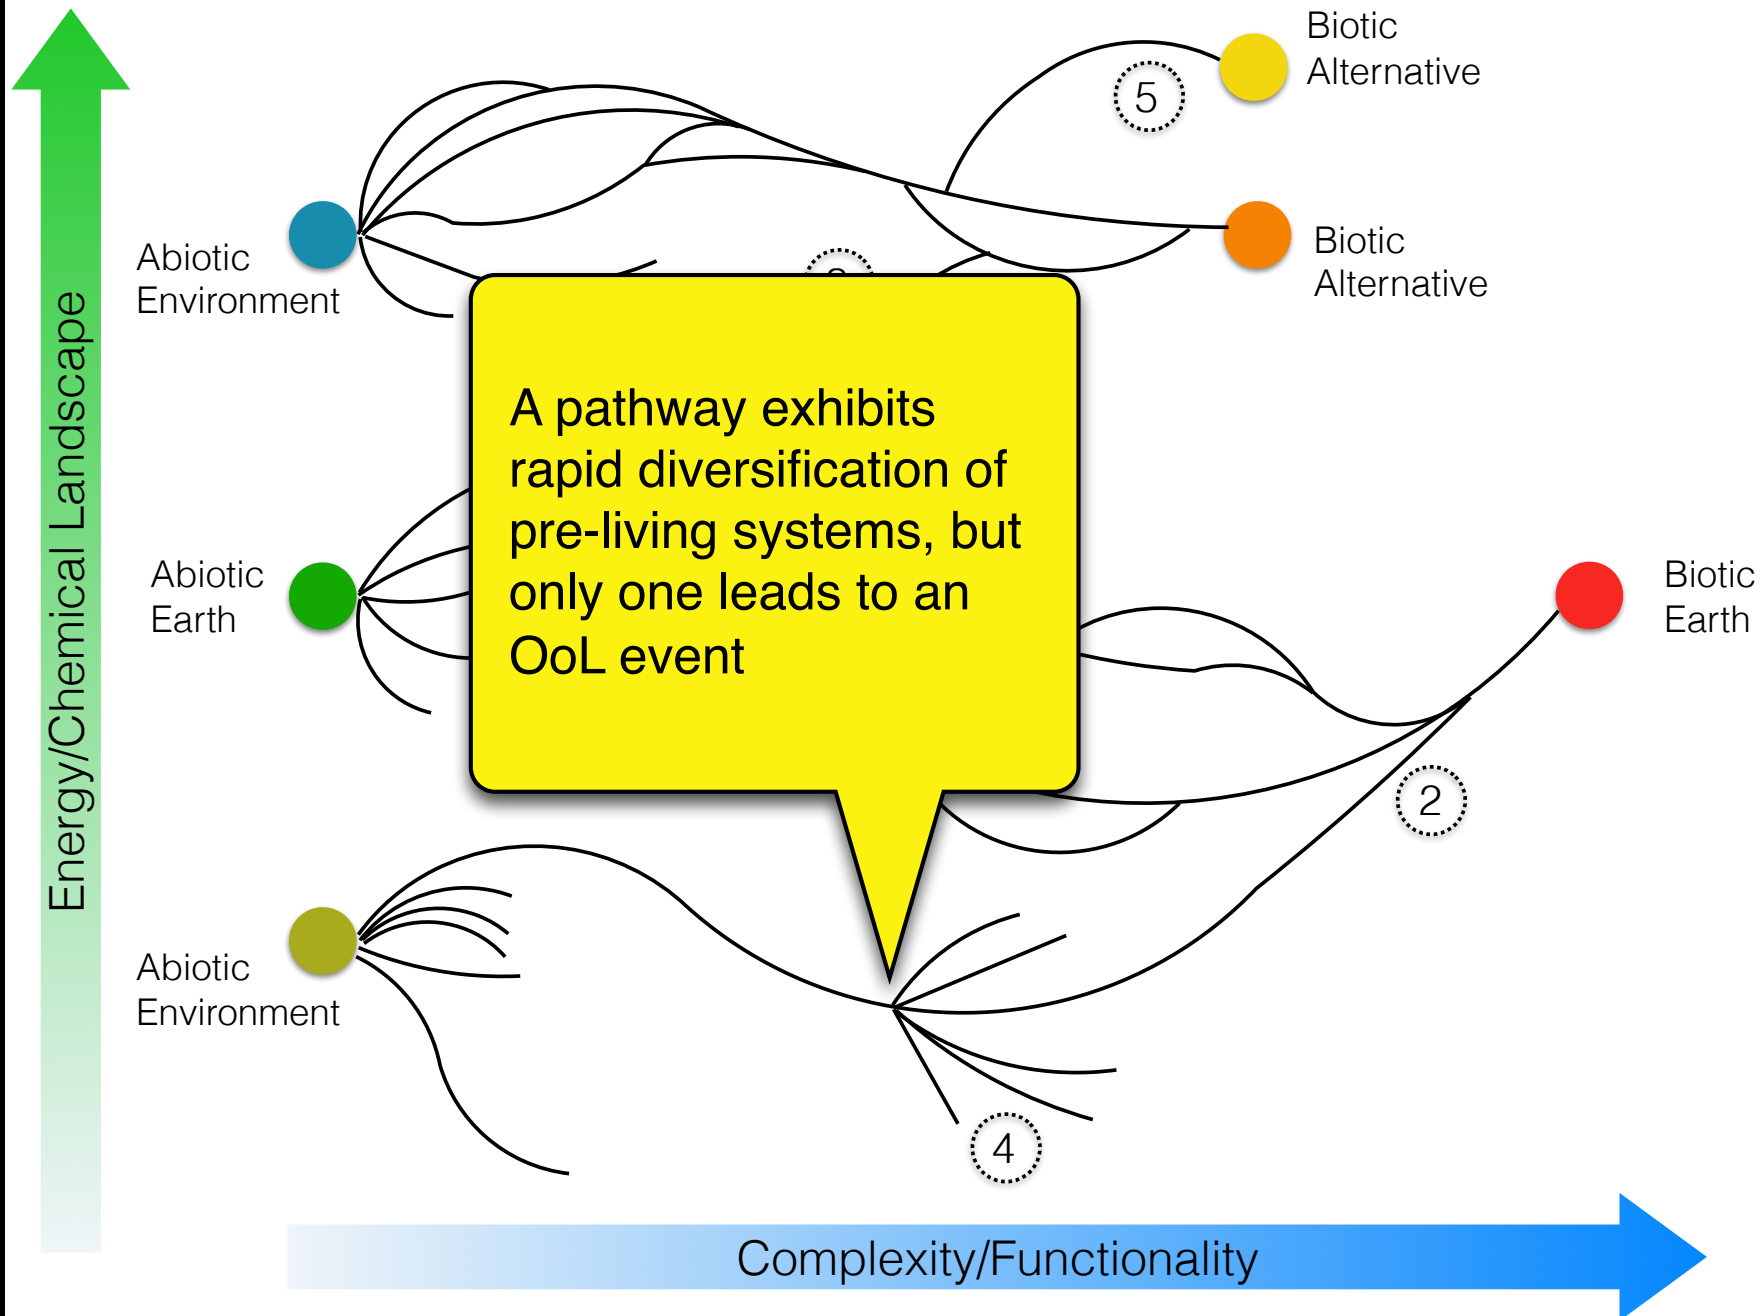 Biotic
Alternative
5
Abiotic
Environment
Biotic
Alternative
Energy/Chemical Landscape
A pathway exhibits
rapid diversification of
pre-living systems, but
only one leads to an
OoL event
Abiotic
Earth
Biotic
Earth
2
Abiotic
Environment
4
Complexity/Functionality